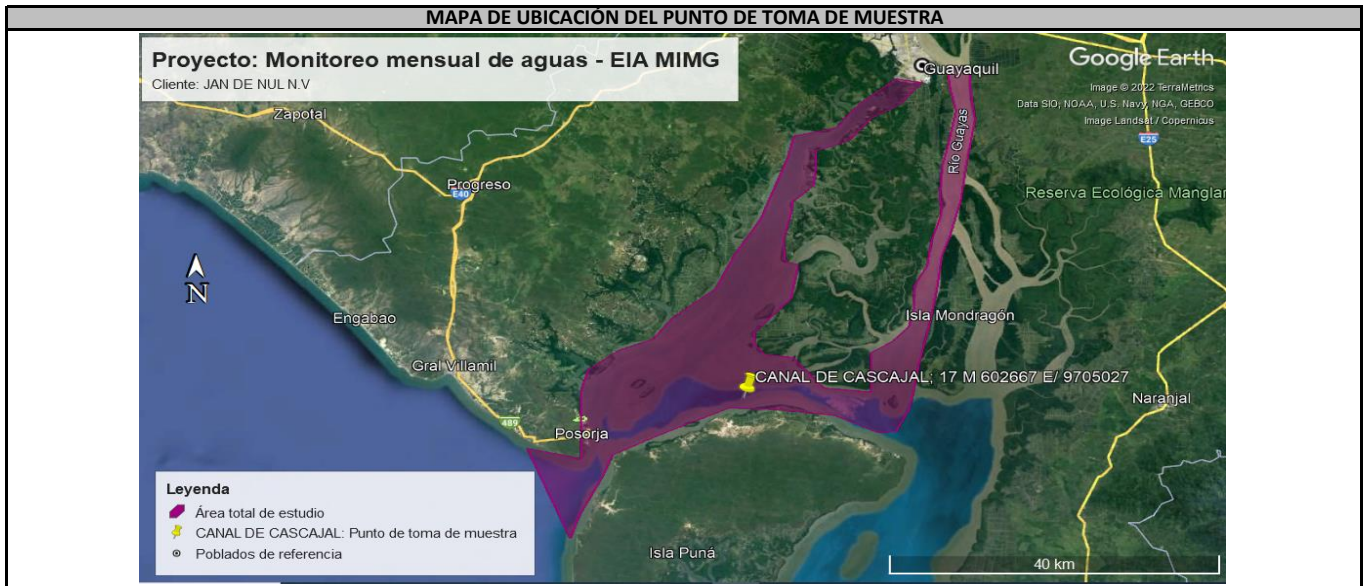 MAPA DE UBICACIÓN DEL PUNTO DE TOMA DE MUESTRA
Proyecto: Monitoreo mensual de aguas - EIA MIMG
Cliente: JAN DE NUL N.V
Google Earth
Image © 2022 TerraMetrics
Data SIO, NOAA, U.S. Navy, NGA, GEBCO
Image Landsat / Copernicus
Guayaquil
Zapotal
E25
Río Guayas
Progreso
E40
Reserva Ecológica Manglar
N
Engabao
Isla Mondragón
Gral Villamil
CANAL DE CASCAJAL; 17 M 602667 E/ 9705027
Naranjal
489
Posorja
Leyenda
Área total de estudio
CANAL DE CASCAJAL: Punto de toma de muestra
Poblados de referencia
Isla Puná
40 km